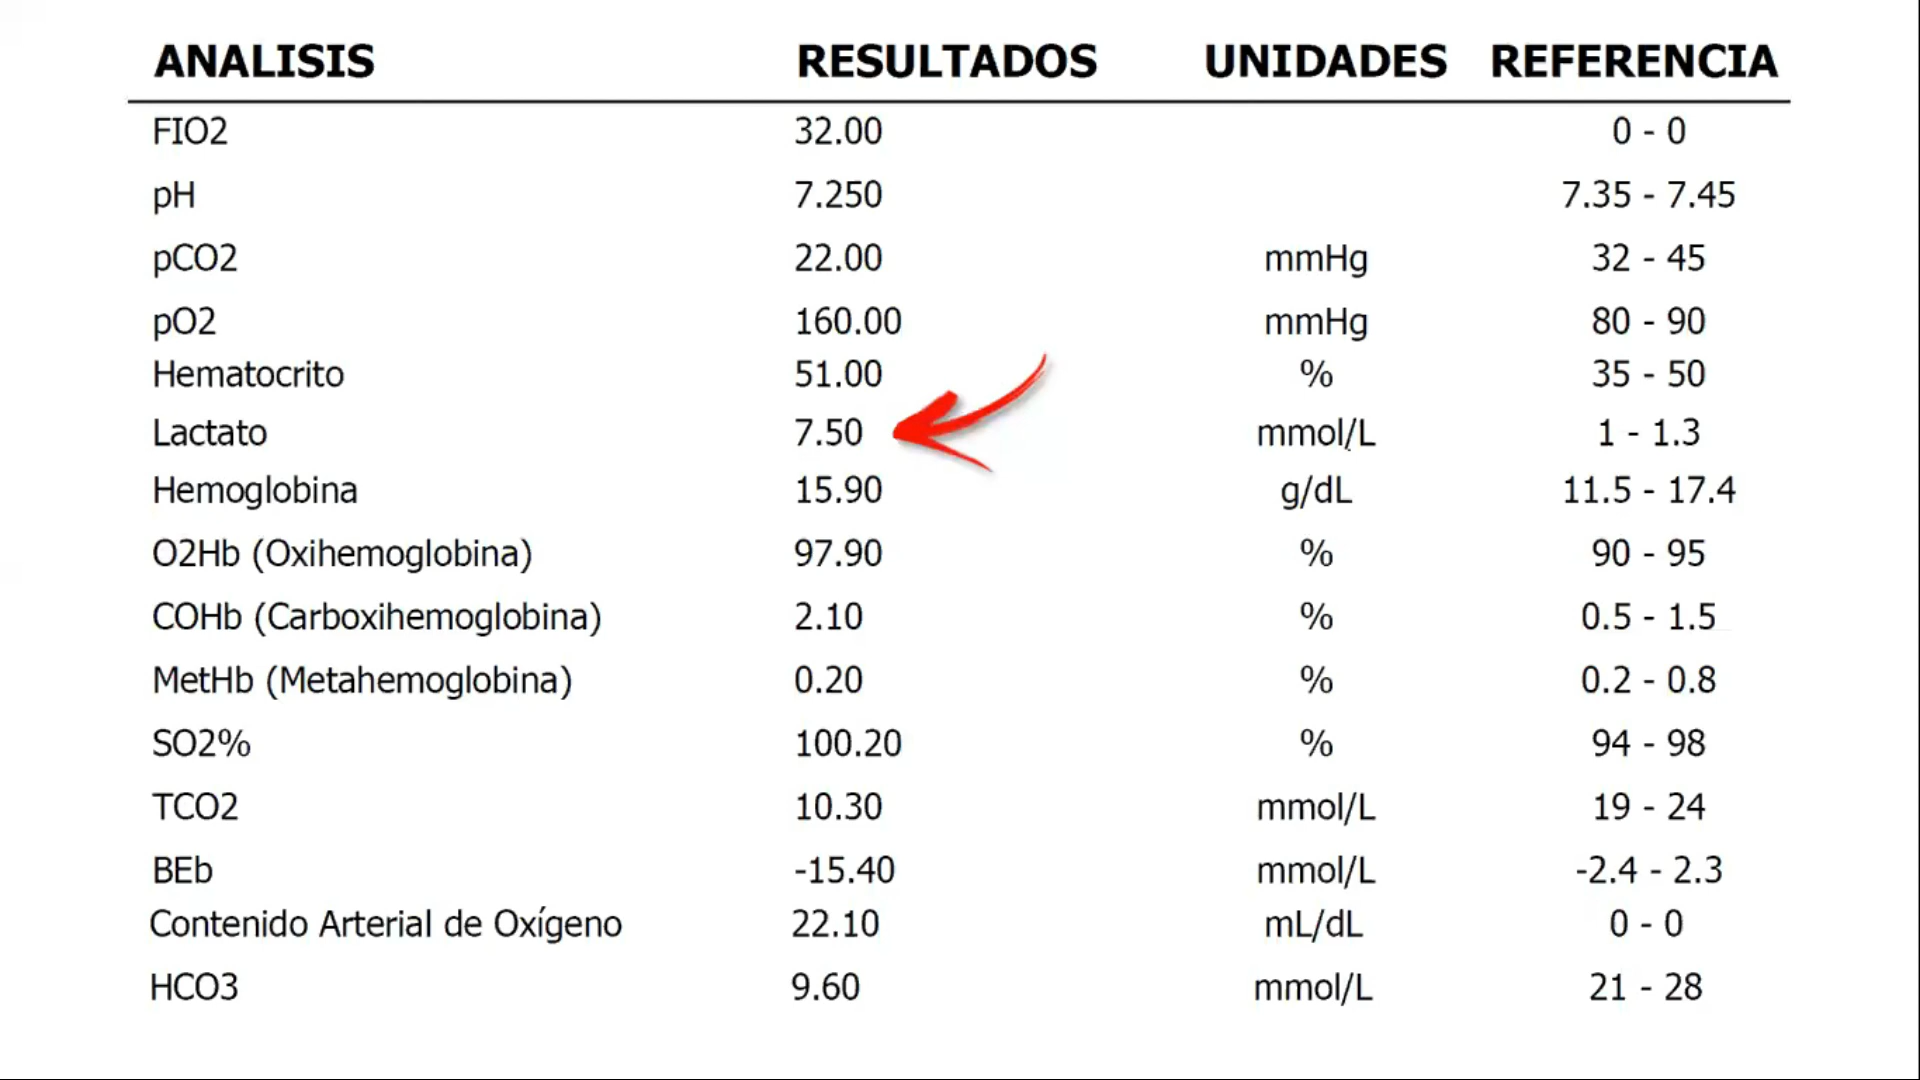 ANALISIS RESULTADOS UNIDADES REFERENCIA
FIO2 32.00 0 - 0
pH 7.250 7.35 - 7.45
pCO2 22.00 mmHg 32 - 45
pO2 160.00 mmHg 80 - 90
Hematocrito 51.00 % 35 - 50
Lactato 7.50 mmol/L 1 - 1.3
Hemoglobina 15.90 g/dL 11.5 - 17.4
O2Hb (Oxihemoglobina) 97.90 % 90 - 95
COHb (Carboxihemoglobina) 2.10 % 0.5 - 1.5
MetHb (Metahemoglobina) 0.20 % 0.2 - 0.8
SO2% 100.20 % 94 - 98
TCO2 10.30 mmol/L 19 - 24
BEb -15.40 mmol/L -2.4 - 2.3
Contenido Arterial de Oxígeno 22.10 mL/dL 0 - 0
HCO3 9.60 mmol/L 21 - 28